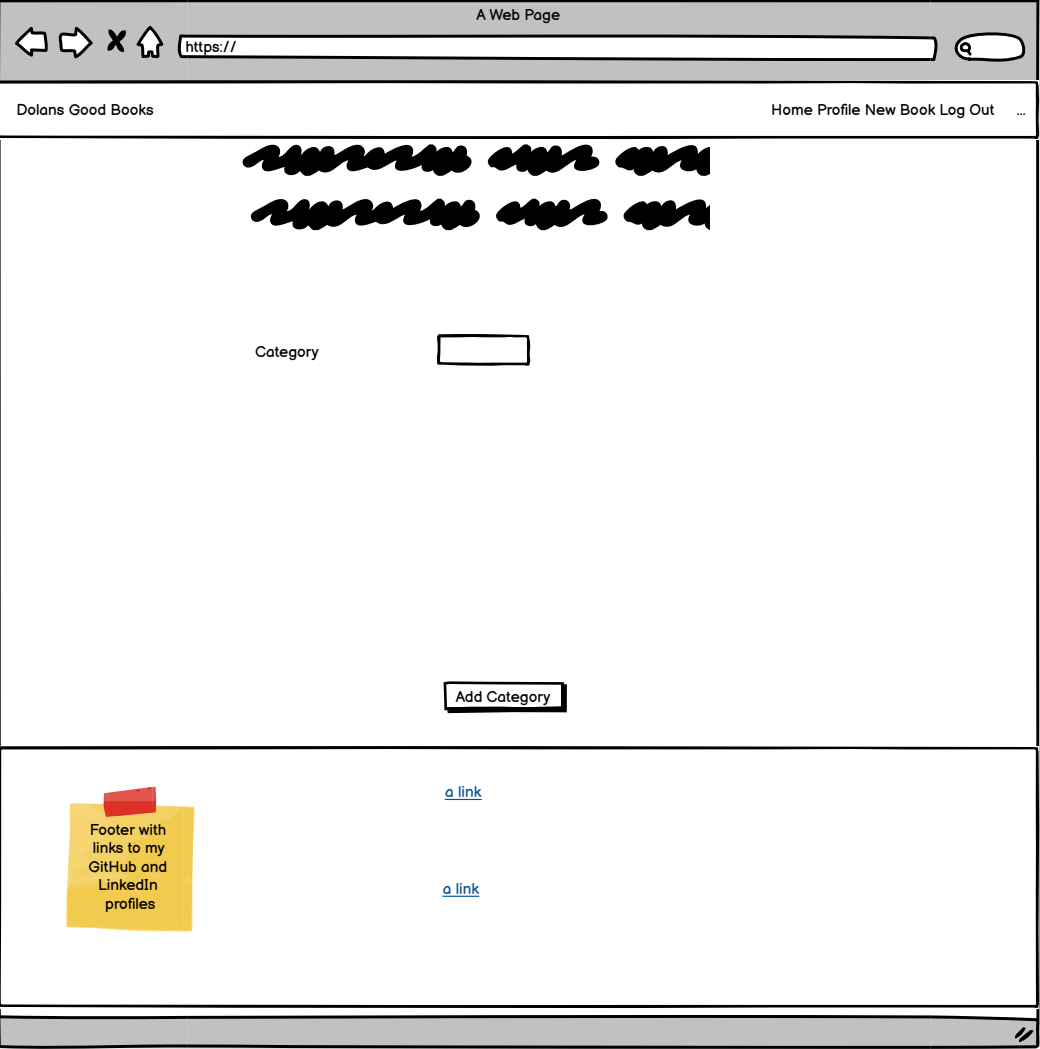 A Web Page
https://
Dolans Good Books
Home Profile New Book Log Out ...
Category
Add Category
a link
Footer with
links to my
GitHub and
LinkedIn
profiles
a link